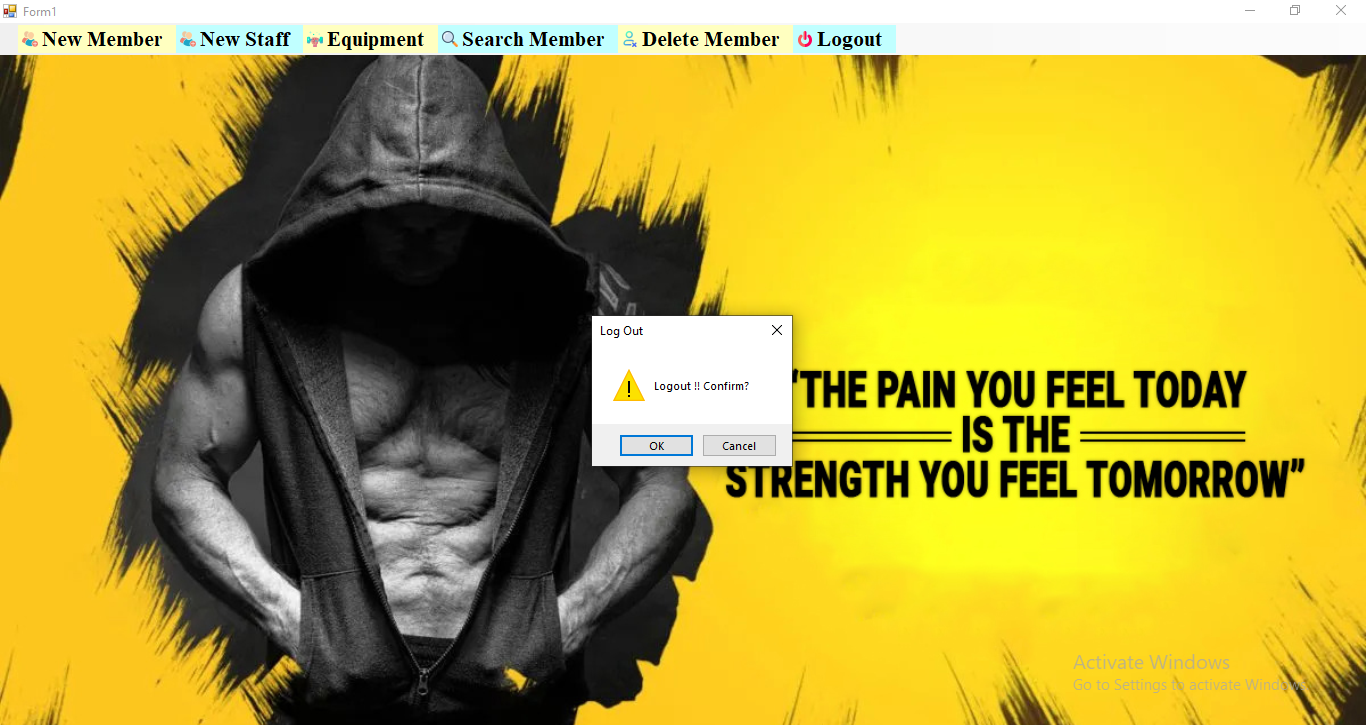 Form1
New Member New Staff Equipment Search Member Delete Member Logout
Log Out
Logout !! Confirm?
OK Cancel
"THE PAIN YOU FEEL TODAY
IS THE
STRENGTH YOU FEEL TOMORROW"
Activate Windows
Go to Settings to activate Windows.